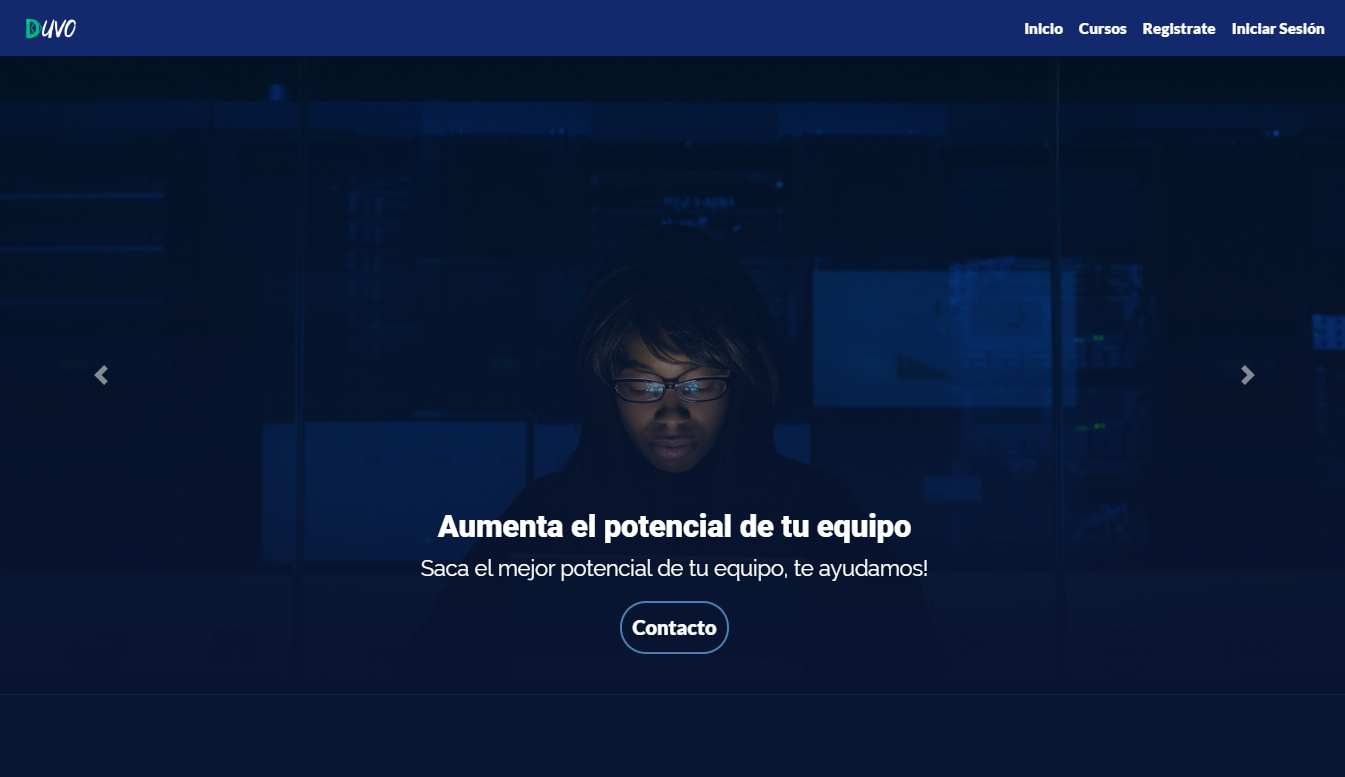 DUVO
Inicio Cursos Registrate Iniciar Sesión
Aumenta el potencial de tu equipo
Saca el mejor potencial de tu equipo, te ayudamos!
Contacto